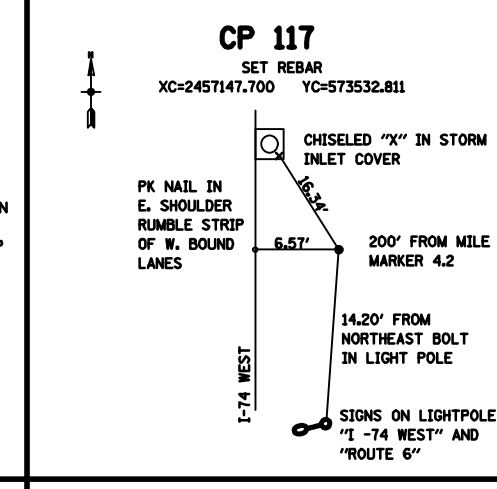 CP 117
SET REBAR
XC=2457147.700 YC=573532.811
N
CHISELED "X" IN STORM
INLET COVER
PK NAIL IN
E. SHOULDER
RUMBLE STRIP
OF W. BOUND
LANES
16.34'
6.57'
200' FROM MILE
MARKER 4.2
14.20' FROM
NORTHEAST BOLT
IN LIGHT POLE
I-74 WEST
SIGNS ON LIGHTPOLE
"I -74 WEST" AND
"ROUTE 6"
N